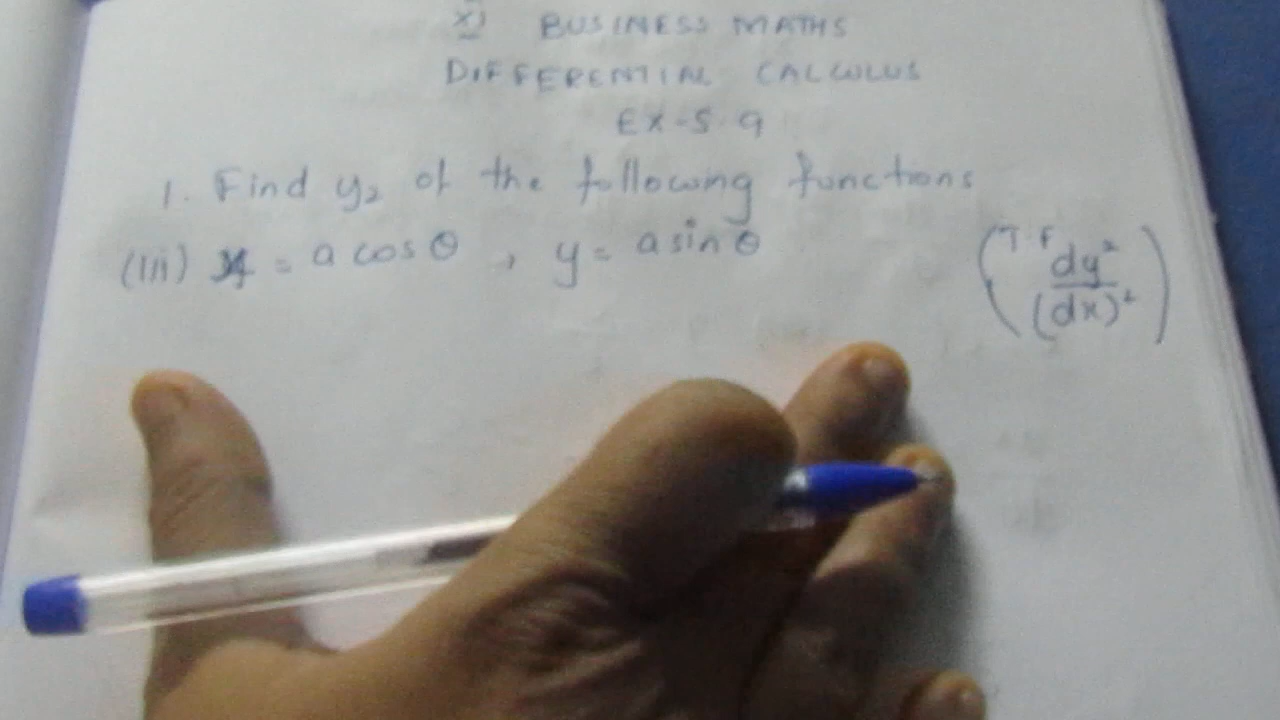 XI BUSINESS MATHS
DIFFERENTIAL CALCULUS
EX-5.9
1. Find y₂ of the following functions
(iii) x = a cos θ , y = a sin θ
(T.F dy² / (dx)²)